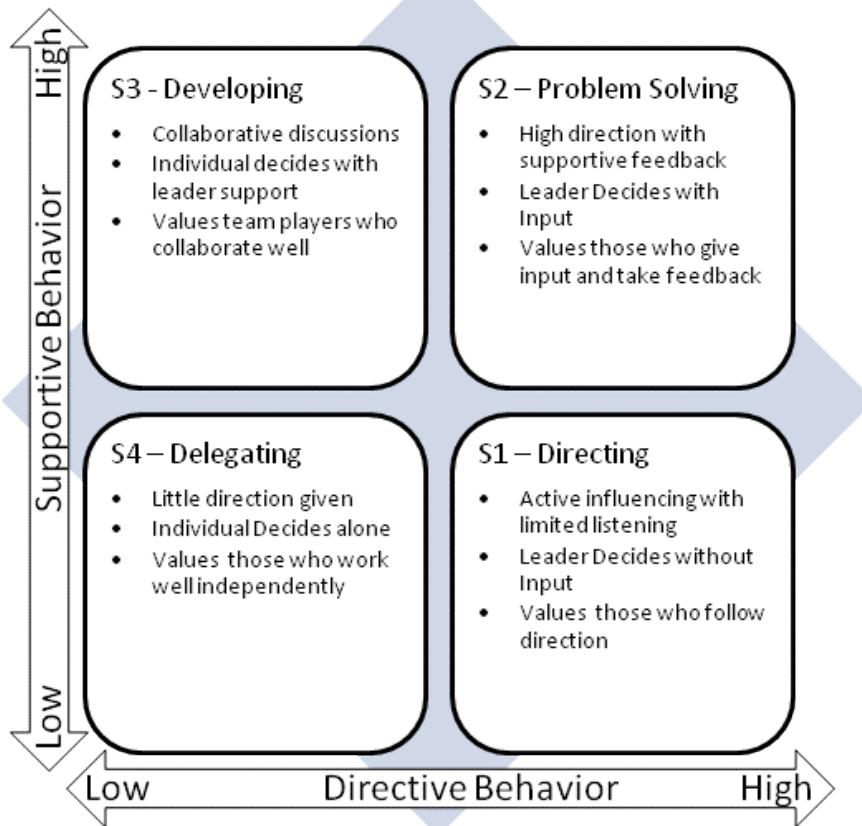 High
Supportive Behavior
Low
S3 - Developing
• Collaborative discussions
• Individual decides with
leader support
• Values team players who
collaborate well
S2 – Problem Solving
• High direction with
supportive feedback
• Leader Decides with
Input
• Values those who give
input and take feedback
S4 – Delegating
• Little direction given
• Individual Decides alone
• Values those who work
well independently
S1 – Directing
• Active influencing with
limited listening
• Leader Decides without
Input
• Values those who follow
direction
Low
Directive Behavior
High